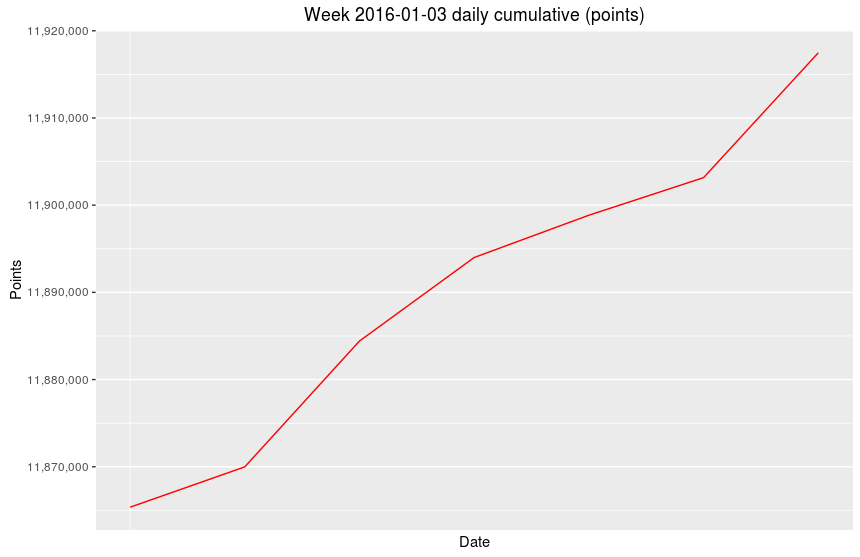 Week 2016-01-03 daily cumulative (points)
11,920,000
11,910,000
11,900,000
11,890,000
11,880,000
11,870,000
Points
Date